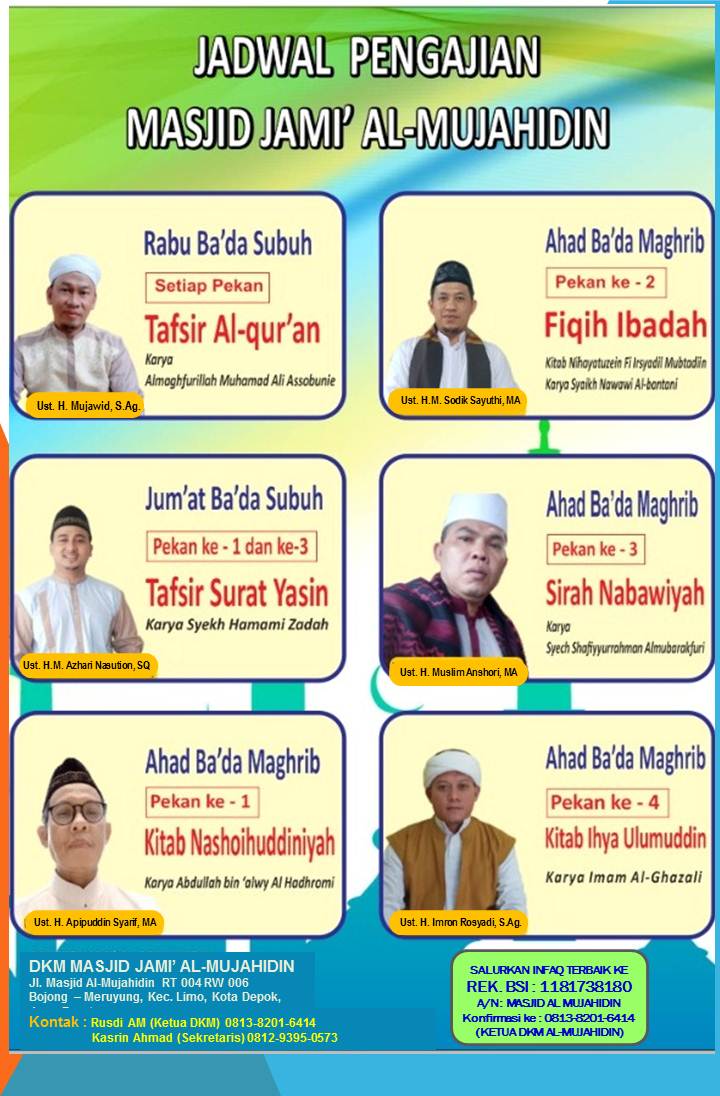 JADWAL PENGAJIAN
MASJID JAMI' AL-MUJAHIDIN
Rabu Ba'da Subuh
Setiap Pekan
Tafsir Al-qur'an
Karya
Almaghfurillah Muhamad Ali Assobunie
Ust. H. Mujawid, S.Ag.
Ahad Ba'da Maghrib
Pekan ke - 2
Fiqih Ibadah
Kitab Nihayatuzein Fi Irsyadil Mubtadiin
Karya Syaikh Nawawi Al-bantani
Ust. H.M. Sodik Sayuthi, MA
Jum'at Ba'da Subuh
Pekan ke - 1 dan ke-3
Tafsir Surat Yasin
Karya Syekh Hamami Zadah
Ust. H.M. Azhari Nasution, SQ
Ahad Ba'da Maghrib
Pekan ke - 3
Sirah Nabawiyah
Karya
Syech Shafiyyurrahman Almubarakfuri
Ust. H. Muslim Anshori, MA
Ahad Ba'da Maghrib
Pekan ke - 1
Kitab Nashoihuddiniyah
Karya Abdullah bin 'alwy Al Hadhromi
Ust. H. Apipuddin Syarif, MA
Ahad Ba'da Maghrib
Pekan ke - 4
Kitab Ihya Ulumuddin
Karya Imam Al-Ghazali
Ust. H. Imron Rosyadi, S.Ag.
DKM MASJID JAMI' AL-MUJAHIDIN
Jl. Masjid Al-Mujahidin RT 004 RW 006
Bojong – Meruyung, Kec. Limo, Kota Depok,
Kontak : Rusdi AM (Ketua DKM) 0813-8201-6414
Kasrin Ahmad (Sekretaris) 0812-9395-0573
SALURKAN INFAQ TERBAIK KE
REK. BSI : 1181738180
A/N : MASJID AL MUJAHIDIN
Konfirmasi ke : 0813-8201-6414
(KETUA DKM AL-MUJAHIDIN)